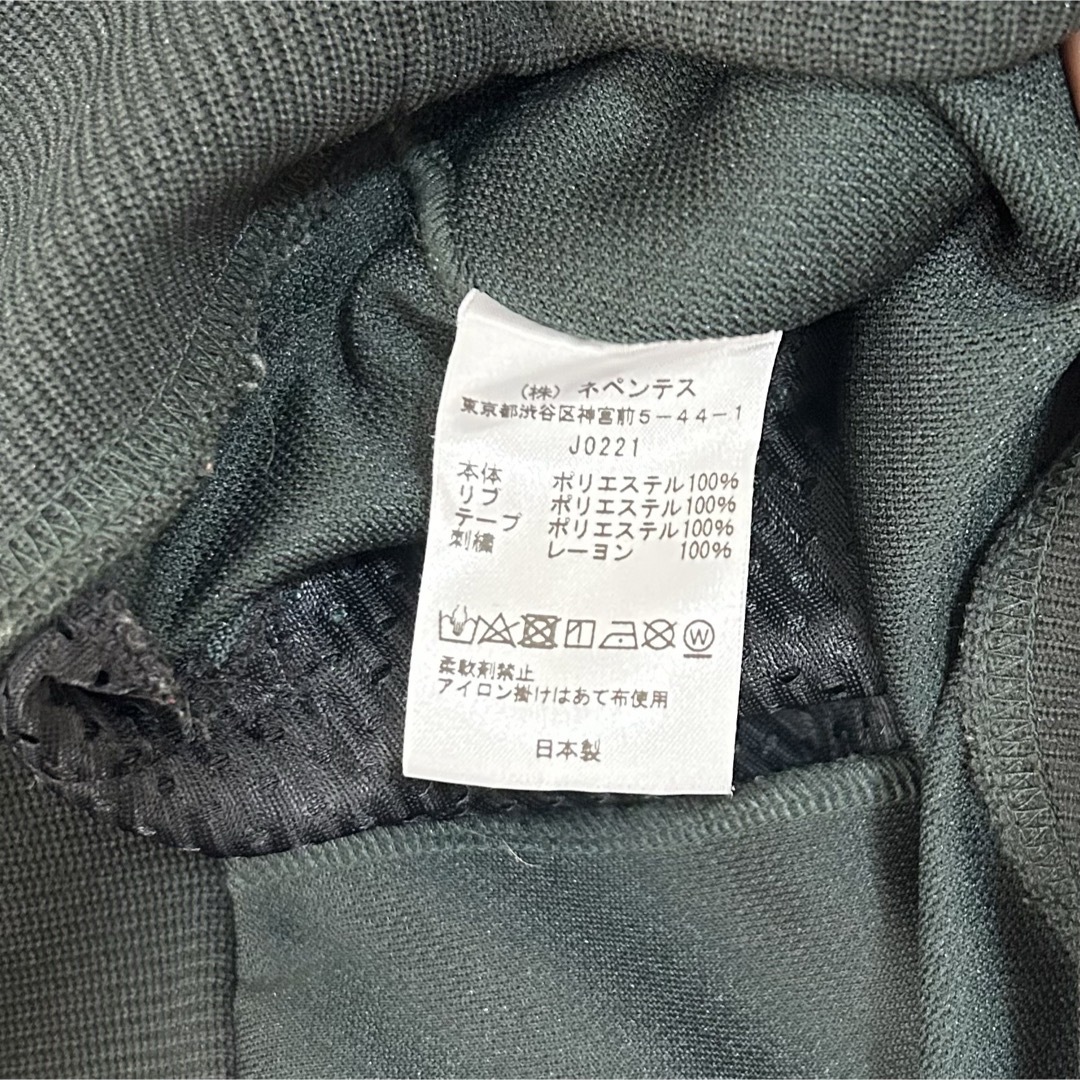 (株) ネペンテス
東京都渋谷区神宮前5-44-1
J0221
本体 ポリエステル100%
リブ ポリエステル100%
テープ ポリエステル100%
刺繍 レーヨン 100%
W
柔軟剤禁止
アイロン掛けはあて布使用
日本製